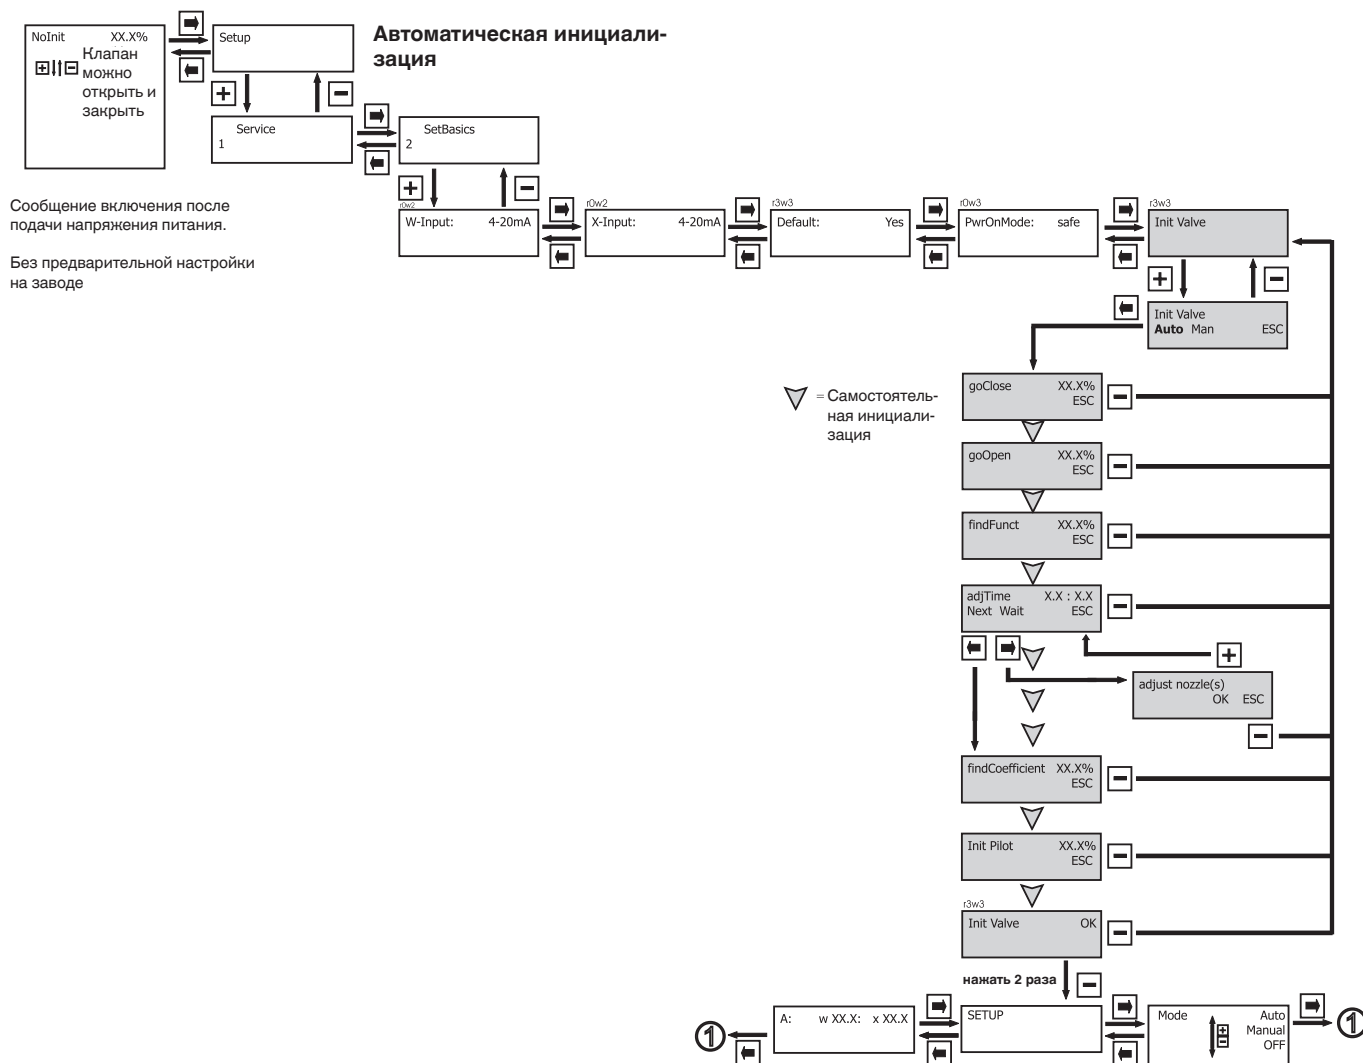 Автоматическая инициали-
зация
NoInit XX.X%
Клапан
можно
открыть и
закрыть
Setup
Service
1
SetBasics
2
Сообщение включения после
подачи напряжения питания.
Без предварительной настройки
на заводе
r0w2
W-Input: 4-20mA
r0w2
X-Input: 4-20mA
r3w3
Default: Yes
r0w3
PwrOnMode: safe
r3w3
Init Valve
Init Valve
Auto Man ESC
= Самостоятель-
ная инициали-
зация
goClose XX.X%
ESC
goOpen XX.X%
ESC
findFunct XX.X%
ESC
adjTime X.X : X.X
Next Wait ESC
adjust nozzle(s)
OK ESC
findCoefficient XX.X%
ESC
Init Pilot XX.X%
ESC
r3w3
Init Valve OK
нажать 2 раза
1
A: w XX.X: x XX.X
SETUP
Mode Auto
Manual
OFF
1